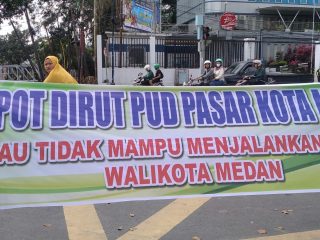 POT DIRUT PUD PASAR KOTA
AU TIDAK MAMPU MENJALANKAN
WALIKOTA MEDAN